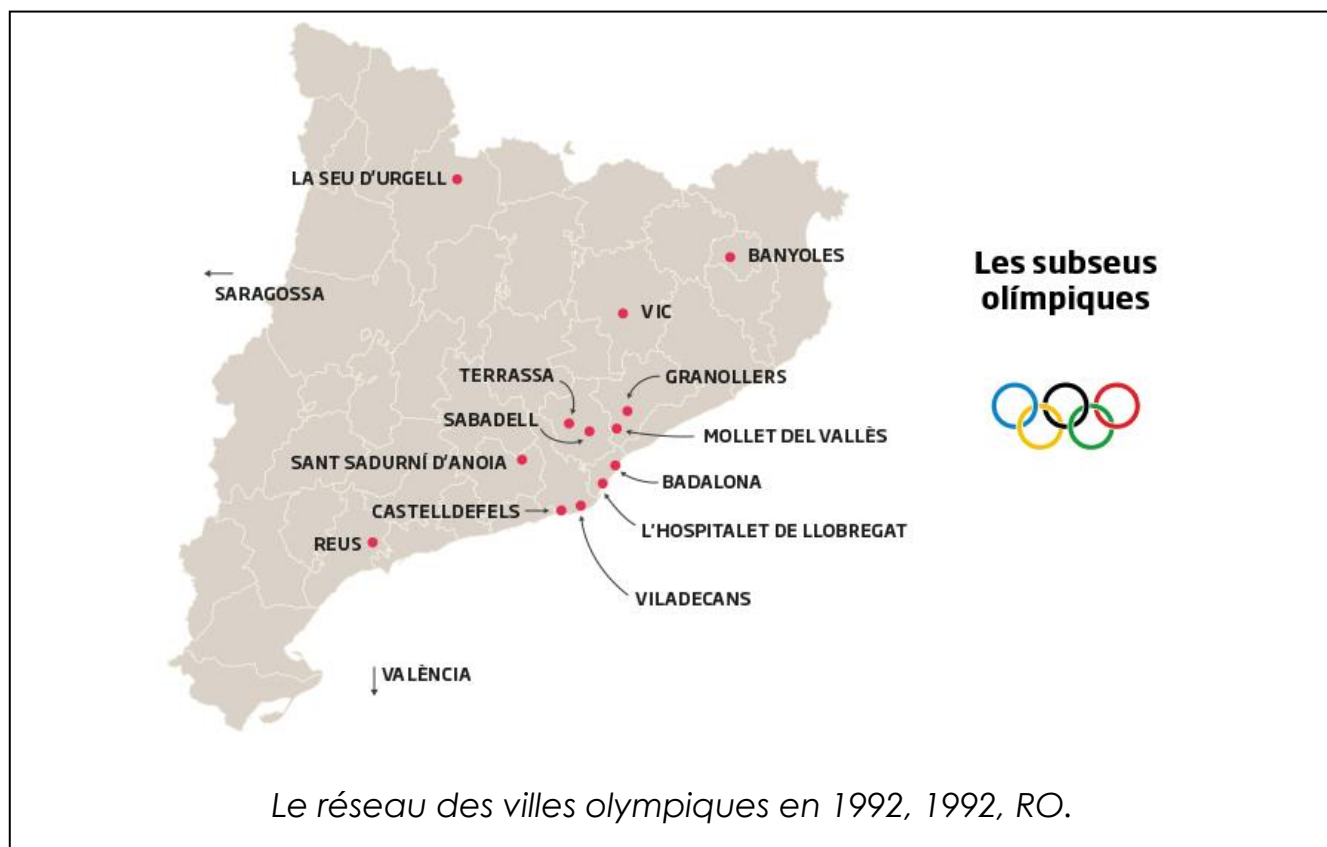 LA SEU D'URGELL
BANYOLES
Les subseus
olímpiques
SARAGOSSA
VIC
TERRASSA
GRANOLLERS
SABADELL
MOLLET DEL VALLÈS
SANT SADURNÍ D'ANOIA
BADALONA
CASTELLDEFELS
L'HOSPITALET DE LLOBREGAT
REUS
VILADECANS
VALÈNCIA
Le réseau des villes olympiques en 1992, 1992, RO.